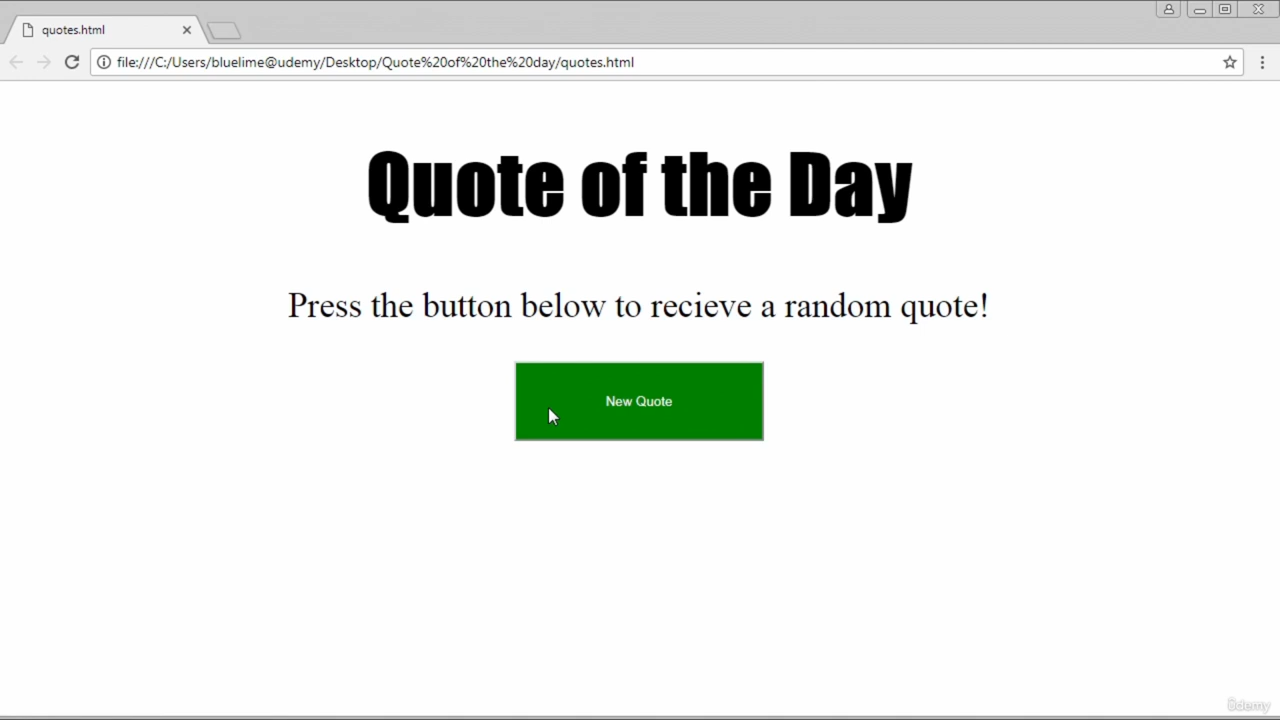 quotes.html
file:///C:/Users/bluelime@udemy/Desktop/Quote%20of%20the%20day/quotes.html
Quote of the Day
Press the button below to recieve a random quote!
New Quote
Udemy